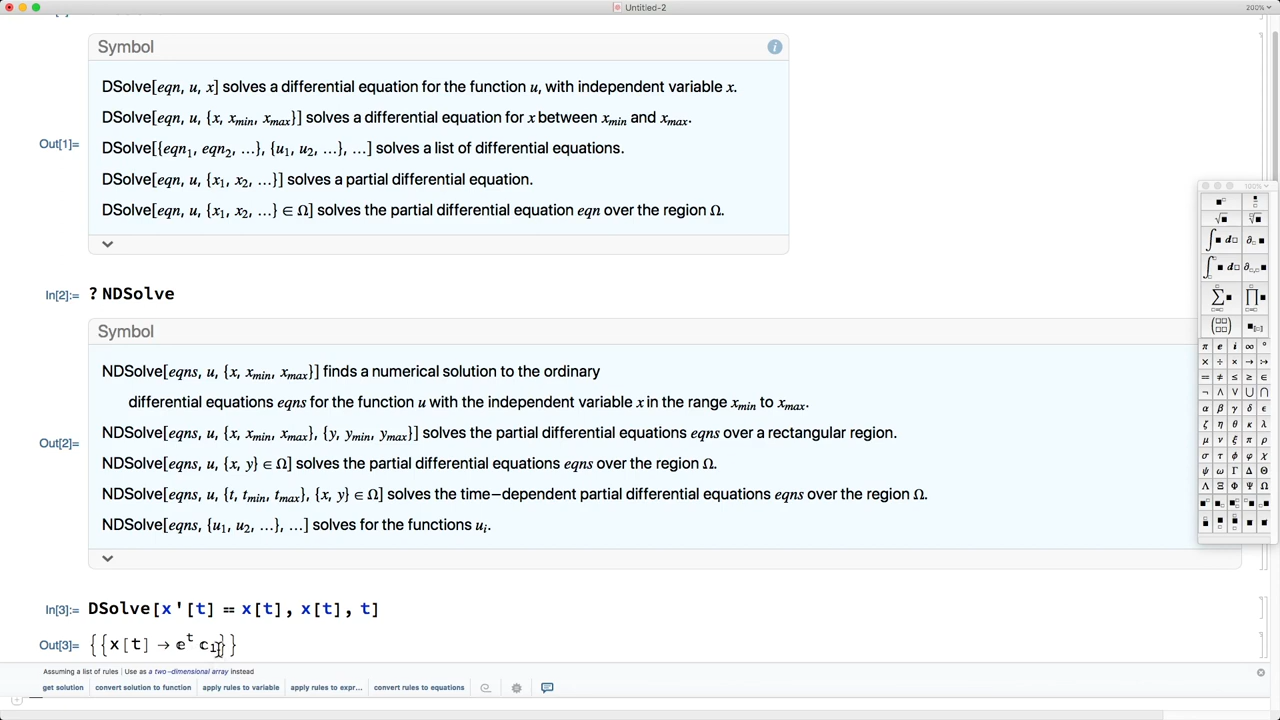 Untitled-2
200%
Symbol
DSolve[eqn, u, x] solves a differential equation for the function u, with independent variable x.
DSolve[eqn, u, {x, xmin, xmax}] solves a differential equation for x between xmin and xmax.
Out[1]=
DSolve[{eqn1, eqn2, …}, {u1, u2, …}, …] solves a list of differential equations.
DSolve[eqn, u, {x1, x2, …}] solves a partial differential equation.
DSolve[eqn, u, {x1, x2, …} ∈ Ω] solves the partial differential equation eqn over the region Ω.
In[2]:= ? NDSolve
Symbol
NDSolve[eqns, u, {x, xmin, xmax}] finds a numerical solution to the ordinary
differential equations eqns for the function u with the independent variable x in the range xmin to xmax.
Out[2]=
NDSolve[eqns, u, {x, xmin, xmax}, {y, ymin, ymax}] solves the partial differential equations eqns over a rectangular region.
NDSolve[eqns, u, {x, y} ∈ Ω] solves the partial differential equations eqns over the region Ω.
NDSolve[eqns, u, {t, tmin, tmax}, {x, y} ∈ Ω] solves the time−dependent partial differential equations eqns over the region Ω.
NDSolve[eqns, {u1, u2, …}, …] solves for the functions ui.
In[3]:= DSolve[x'[t] == x[t], x[t], t]
Out[3]= {{x[t] → ⅇ^t c1}}
Assuming a list of rules | Use as a two-dimensional array instead
get solution convert solution to function apply rules to variable apply rules to expr... convert rules to equations
100%
π ⅇ ⅈ ∞ °
× ÷ × → :→
== ≠ ≤ ≥ ∈
¬ ∧ ∨ ∪ ∩
α β γ δ ϵ
ζ η θ κ λ
μ ν ξ π ρ
σ τ ϕ φ χ
ψ ω Γ Δ Θ
Λ Ξ Φ Ψ Ω